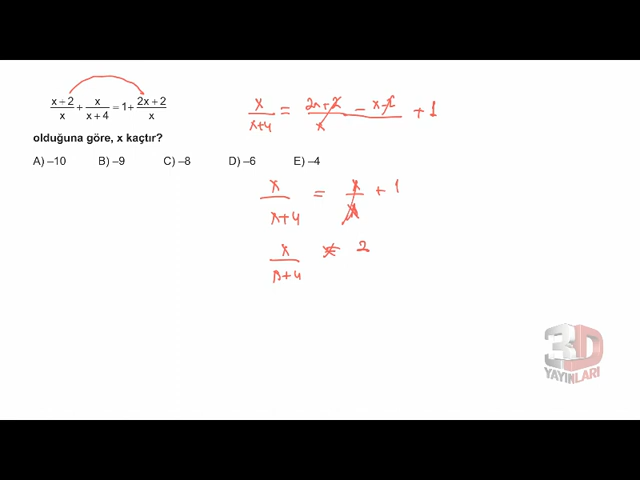 x+2/x + x/x+4 = 1+ 2x+2/x
olduğuna göre, x kaçtır?
A) –10 B) –9 C) –8 D) –6 E) –4
x/x+4 = 2x+2/x – x–2 + 1
x/x+4 = x/x + 1
x/x+4 = 2
3D
YAYINLARI